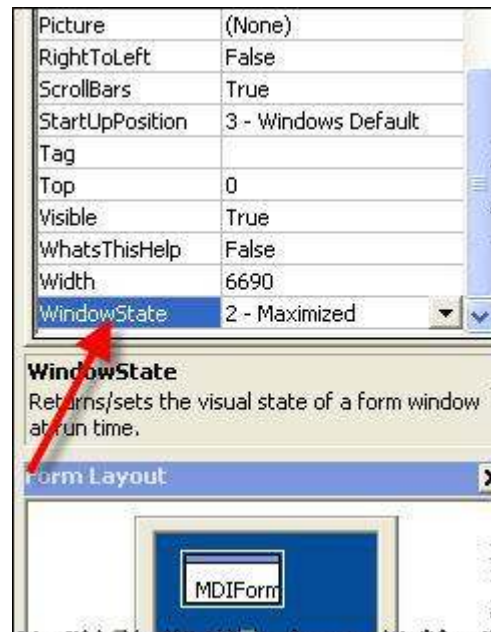 Picture (None)
RightToLeft False
ScrollBars True
StartUpPosition 3 - Windows Default
Tag
Top 0
Visible True
WhatsThisHelp False
Width 6690
WindowState 2 - Maximized
WindowState
Returns/sets the visual state of a form window
at run time.
Form Layout
MDIForm